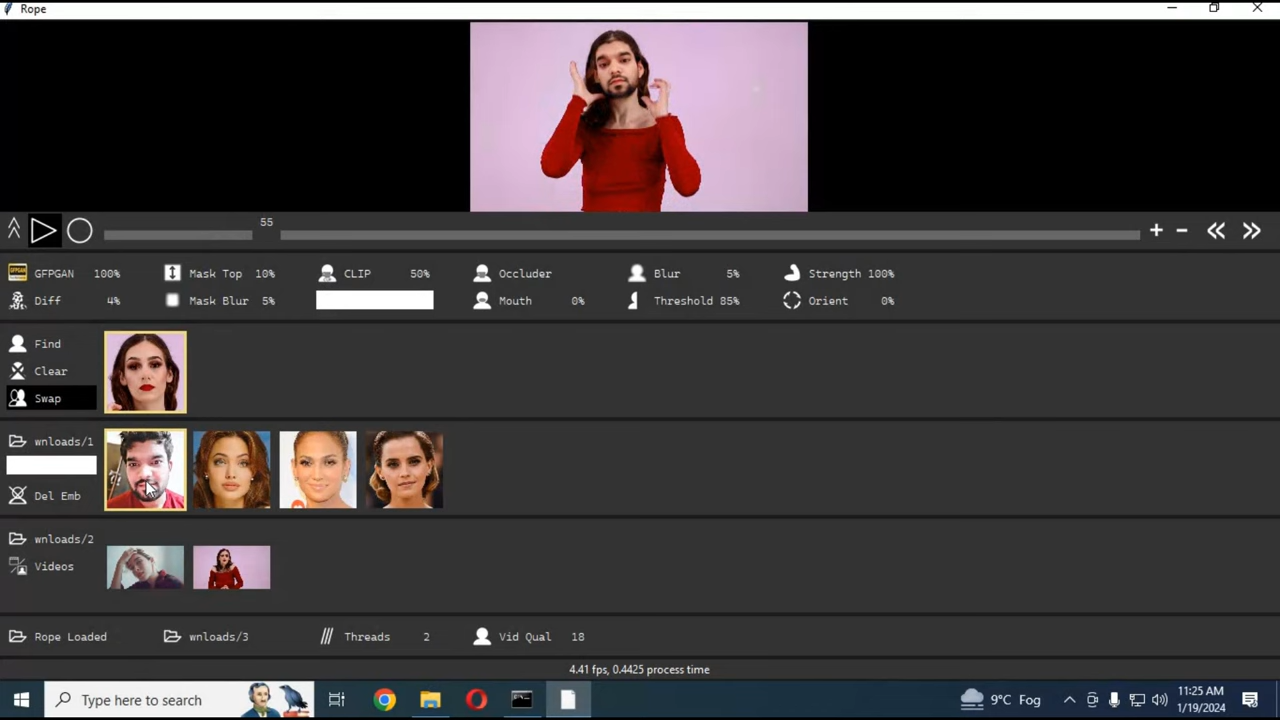 Rope
55
GFPGAN 100% Mask Top 10% CLIP 50% Occluder Blur 5% Strength 100%
Diff 4% Mask Blur 5% Mouth 0% Threshold 85% Orient 0%
Find
Clear
Swap
wnloads/1
Del Emb
wnloads/2
Videos
Rope Loaded wnloads/3 Threads 2 Vid Qual 18
4.41 fps, 0.4425 process time
Type here to search 9°C Fog 11:25 AM
1/19/2024